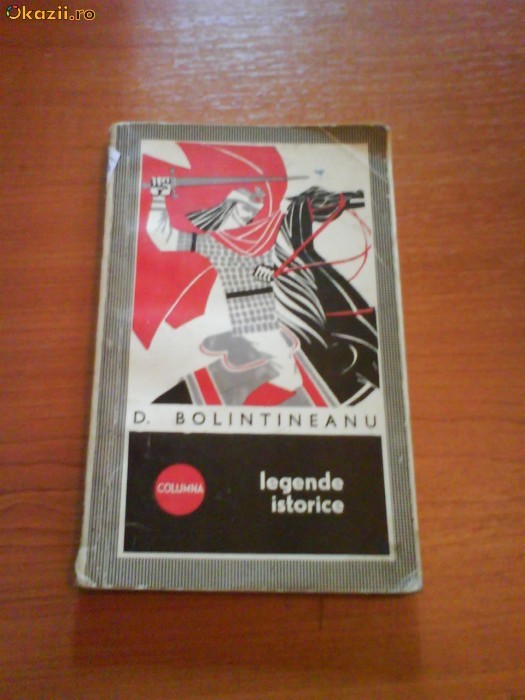 Okazii.ro
D. BOLINTINEANU
COLUMNA
legende
istorice